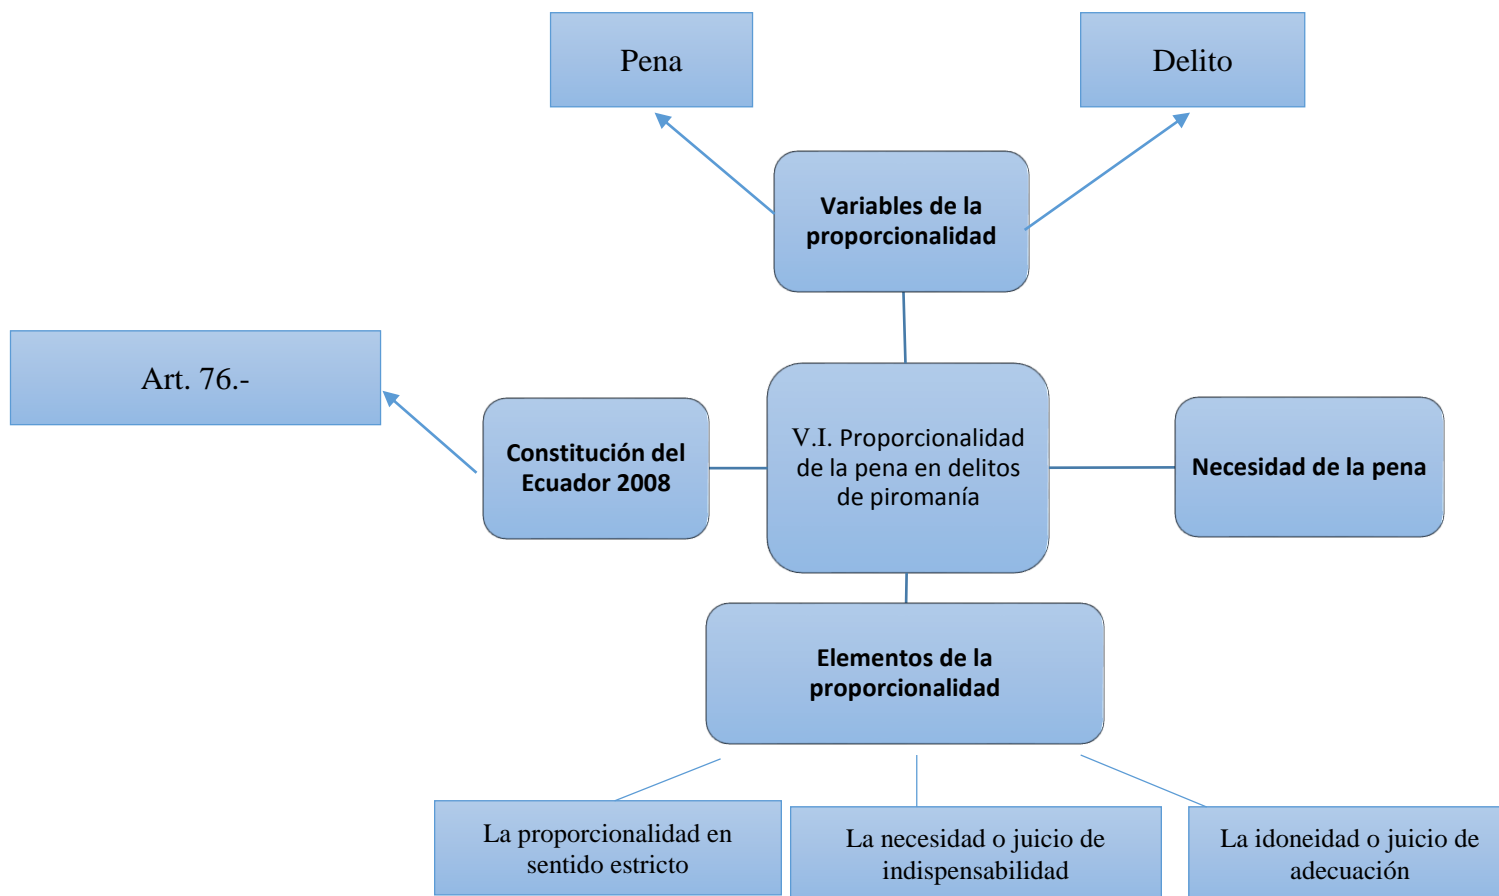 Pena
Delito
Variables de la
proporcionalidad
Art. 76.-
Constitución del
Ecuador 2008
V.I. Proporcionalidad
de la pena en delitos
de piromanía
Necesidad de la pena
Elementos de la
proporcionalidad
La proporcionalidad en
sentido estricto
La necesidad o juicio de
indispensabilidad
La idoneidad o juicio de
adecuación